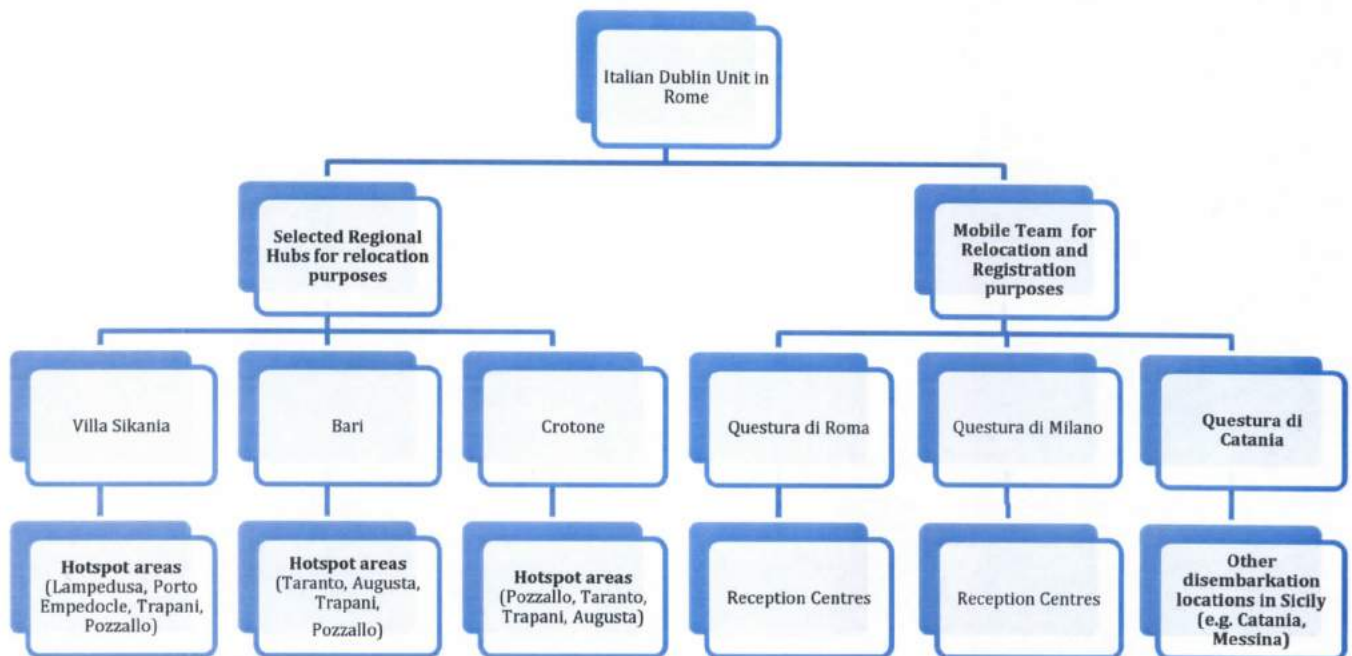 Italian Dublin Unit in
Rome
Selected Regional
Hubs for relocation
purposes
Mobile Team for
Relocation and
Registration
purposes
Villa Sikania
Bari
Crotone
Questura di Roma
Questura di Milano
Questura di
Catania
Hotspot areas
(Lampedusa, Porto
Empedocle, Trapani,
Pozzallo)
Hotspot areas
(Taranto, Augusta,
Trapani,
Pozzallo)
Hotspot areas
(Pozzallo, Taranto,
Trapani, Augusta)
Reception Centres
Reception Centres
Other
disembarkation
locations in Sicily
(e.g. Catania,
Messina)